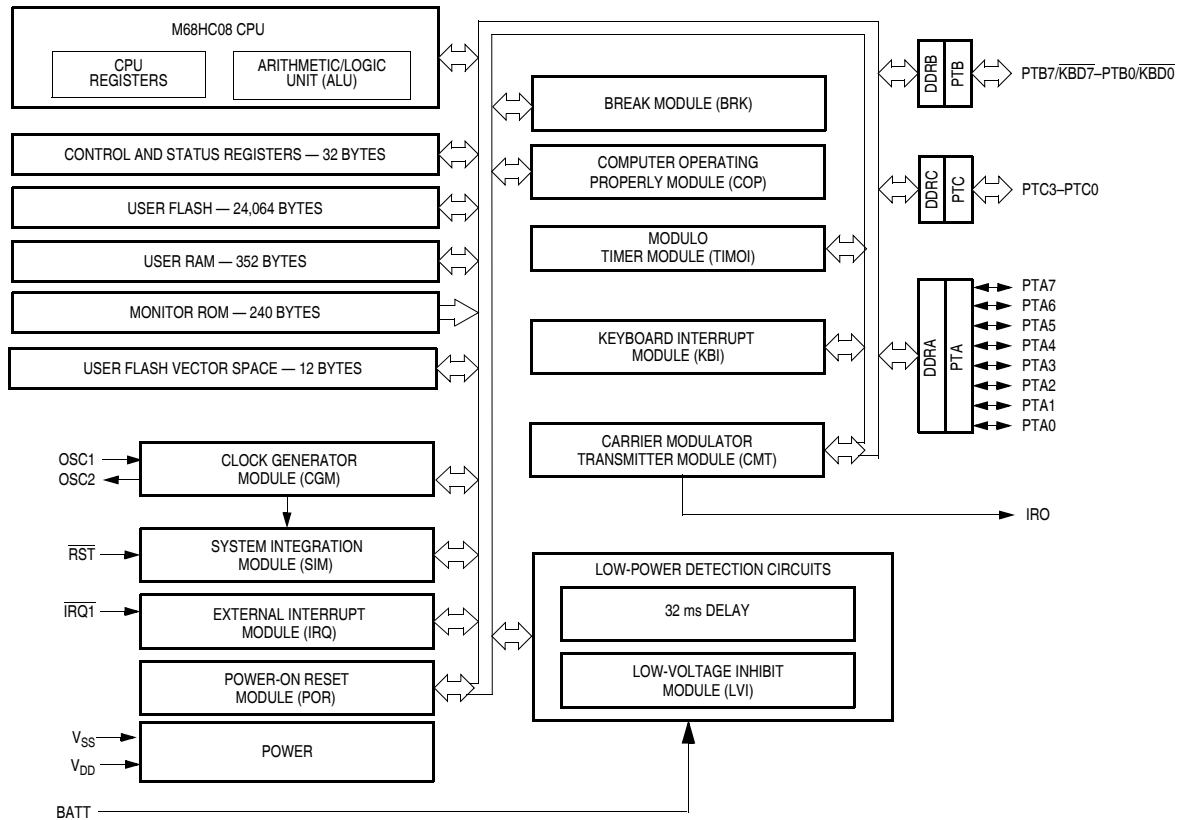 M68HC08 CPU
CPU
REGISTERS
ARITHMETIC/LOGIC
UNIT (ALU)
CONTROL AND STATUS REGISTERS — 32 BYTES
USER FLASH — 24,064 BYTES
USER RAM — 352 BYTES
MONITOR ROM — 240 BYTES
USER FLASH VECTOR SPACE — 12 BYTES
OSC1
OSC2
CLOCK GENERATOR
MODULE (CGM)
RST
SYSTEM INTEGRATION
MODULE (SIM)
IRQ1
EXTERNAL INTERRUPT
MODULE (IRQ)
POWER-ON RESET
MODULE (POR)
VSS
VDD
POWER
BATT
BREAK MODULE (BRK)
COMPUTER OPERATING
PROPERLY MODULE (COP)
MODULO
TIMER MODULE (TIMOI)
KEYBOARD INTERRUPT
MODULE (KBI)
CARRIER MODULATOR
TRANSMITTER MODULE (CMT)
LOW-POWER DETECTION CIRCUITS
32 ms DELAY
LOW-VOLTAGE INHIBIT
MODULE (LVI)
DDRB
PTB
PTB7/KBD7–PTB0/KBD0
DDRC
PTC
PTC3–PTC0
DDRA
PTA
PTA7
PTA6
PTA5
PTA4
PTA3
PTA2
PTA1
PTA0
IRO